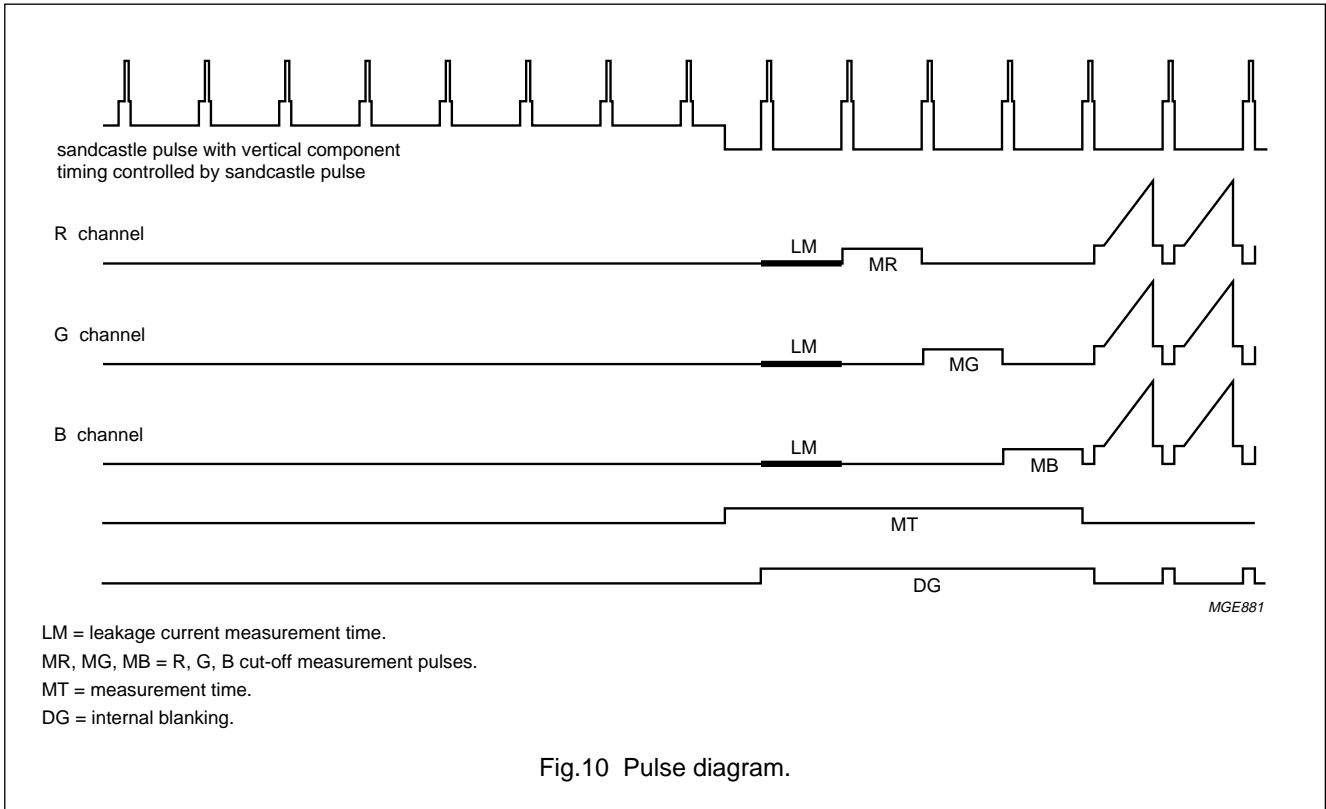 sandcastle pulse with vertical component
timing controlled by sandcastle pulse
R channel
LM
MR
G channel
LM
MG
B channel
LM
MB
MT
DG
MGE881
LM = leakage current measurement time.
MR, MG, MB = R, G, B cut-off measurement pulses.
MT = measurement time.
DG = internal blanking.
Fig.10 Pulse diagram.